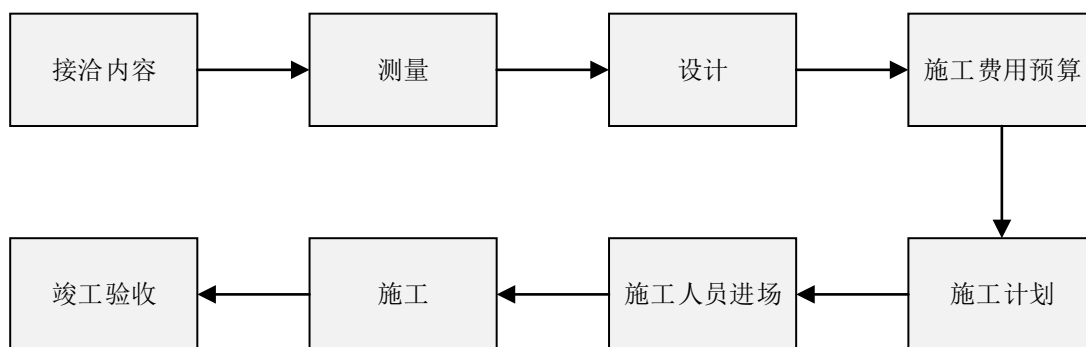 接洽内容
测量
设计
施工费用预算
施工计划
施工人员进场
施工
竣工验收